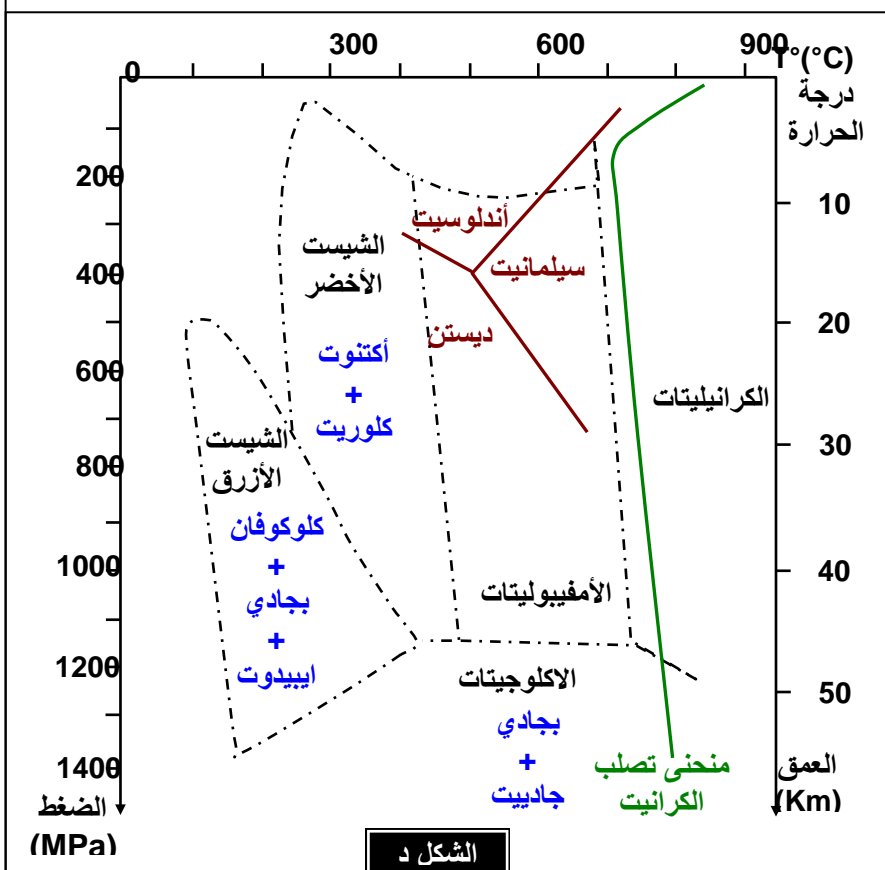 0
300
600
900
T°(°C)
درجة
الحرارة
200
400
600
800
1000
1200
1400
الضغط
(MPa)
10
20
30
40
50
العمق
(Km)
أندلوسيت
سيلمانيت
ديستن
الشيست
الأخضر
أكتنوت
+
كلوريت
الشيست
الأزرق
كلوكوفان
+
بجادي
+
ايبيدوت
الكرانيليتات
الأمفيبوليتات
الاكلوجيتات
بجادي
+
جادييت
منحنى تصلب
الكرانيت
الشكل د